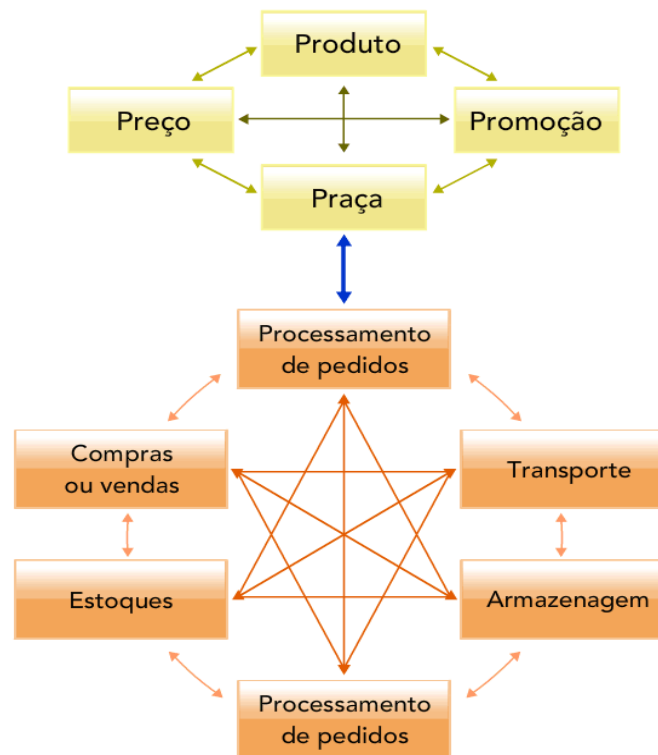 Produto
Preço
Promoção
Praça
Processamento
de pedidos
Compras
ou vendas
Transporte
Estoques
Armazenagem
Processamento
de pedidos